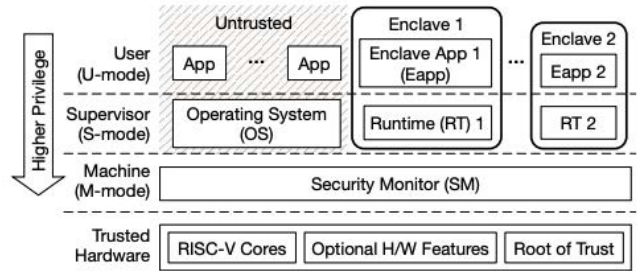 Untrusted
Enclave 1
Enclave 2
User
(U-mode)
App
...
App
Enclave App 1
(Eapp)
...
Eapp 2
Higher Privilege
Supervisor
(S-mode)
Operating System
(OS)
Runtime (RT) 1
RT 2
Machine
(M-mode)
Security Monitor (SM)
Trusted
Hardware
RISC-V Cores
Optional H/W Features
Root of Trust